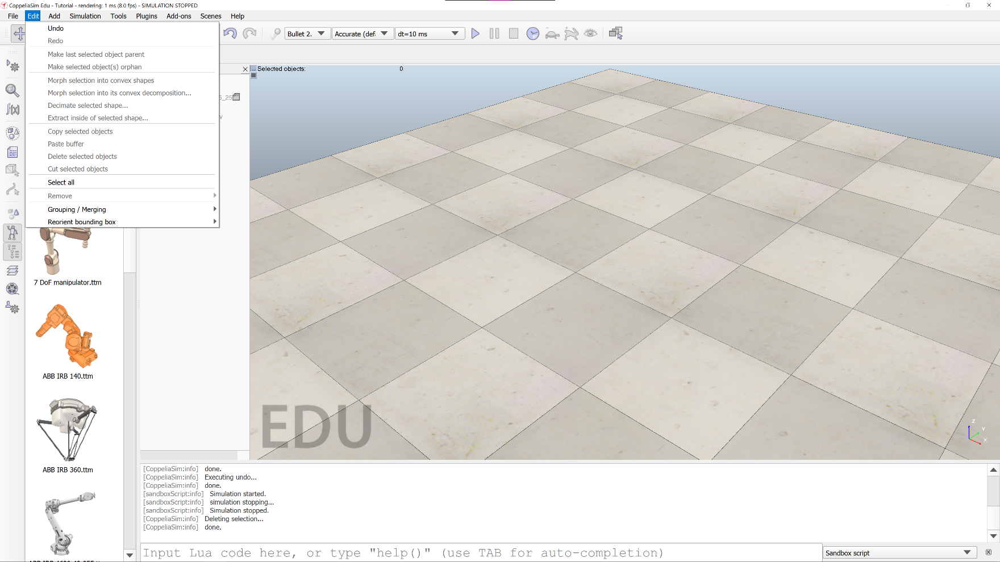 CoppeliaSim Edu - Tutorial - rendering: 1 ms (8.0 fps) - SIMULATION STOPPED
File Edit Add Simulation Tools Plugins Add-ons Scenes Help
Bullet 2. Accurate (def. dt=10 ms
Undo
Redo
Make last selected object parent
Make selected object(s) orphan
Morph selection into convex shapes
Morph selection into its convex decomposition...
Decimate selected shape...
Extract inside of selected shape...
Copy selected objects
Paste buffer
Delete selected objects
Cut selected objects
Select all
Remove
Grouping / Merging
Reorient bounding box
Selected objects: 0
f(x)
7 DoF manipulator.ttm
ABB IRB 140.ttm
ABB IRB 360.ttm
EDU
z
y
x
[CoppeliaSim:info] done.
[CoppeliaSim:info] Executing undo...
[CoppeliaSim:info] done.
[sandboxScript:info] Simulation started.
[sandboxScript:info] simulation stopping...
[sandboxScript:info] Simulation stopped.
[CoppeliaSim:info] Deleting selection...
[CoppeliaSim:info] done.
Input Lua code here, or type "help()" (use TAB for auto-completion)
Sandbox script